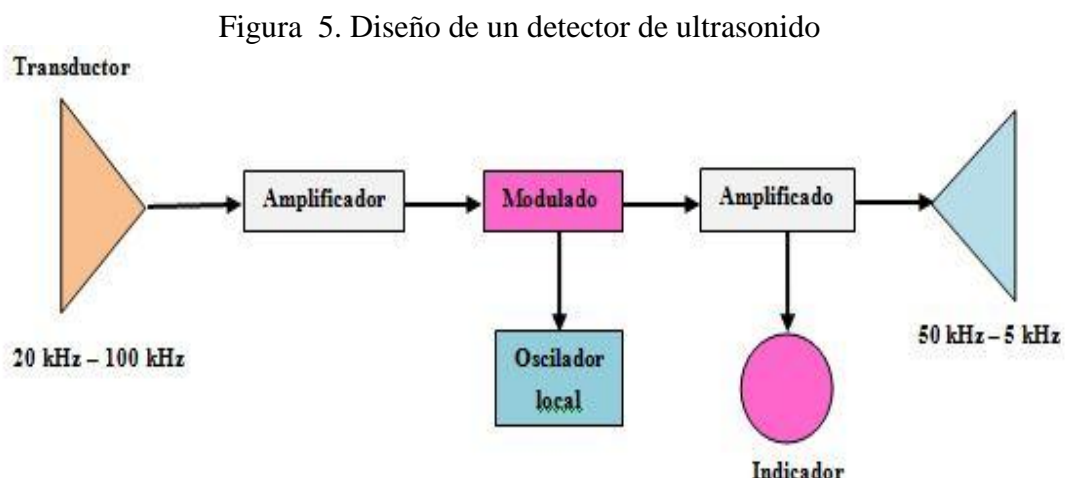 Figura 5. Diseño de un detector de ultrasonido
Transductor
Amplificador
Modulado
Amplificado
20 kHz – 100 kHz
Oscilador
local
50 kHz – 5 kHz
Indicador